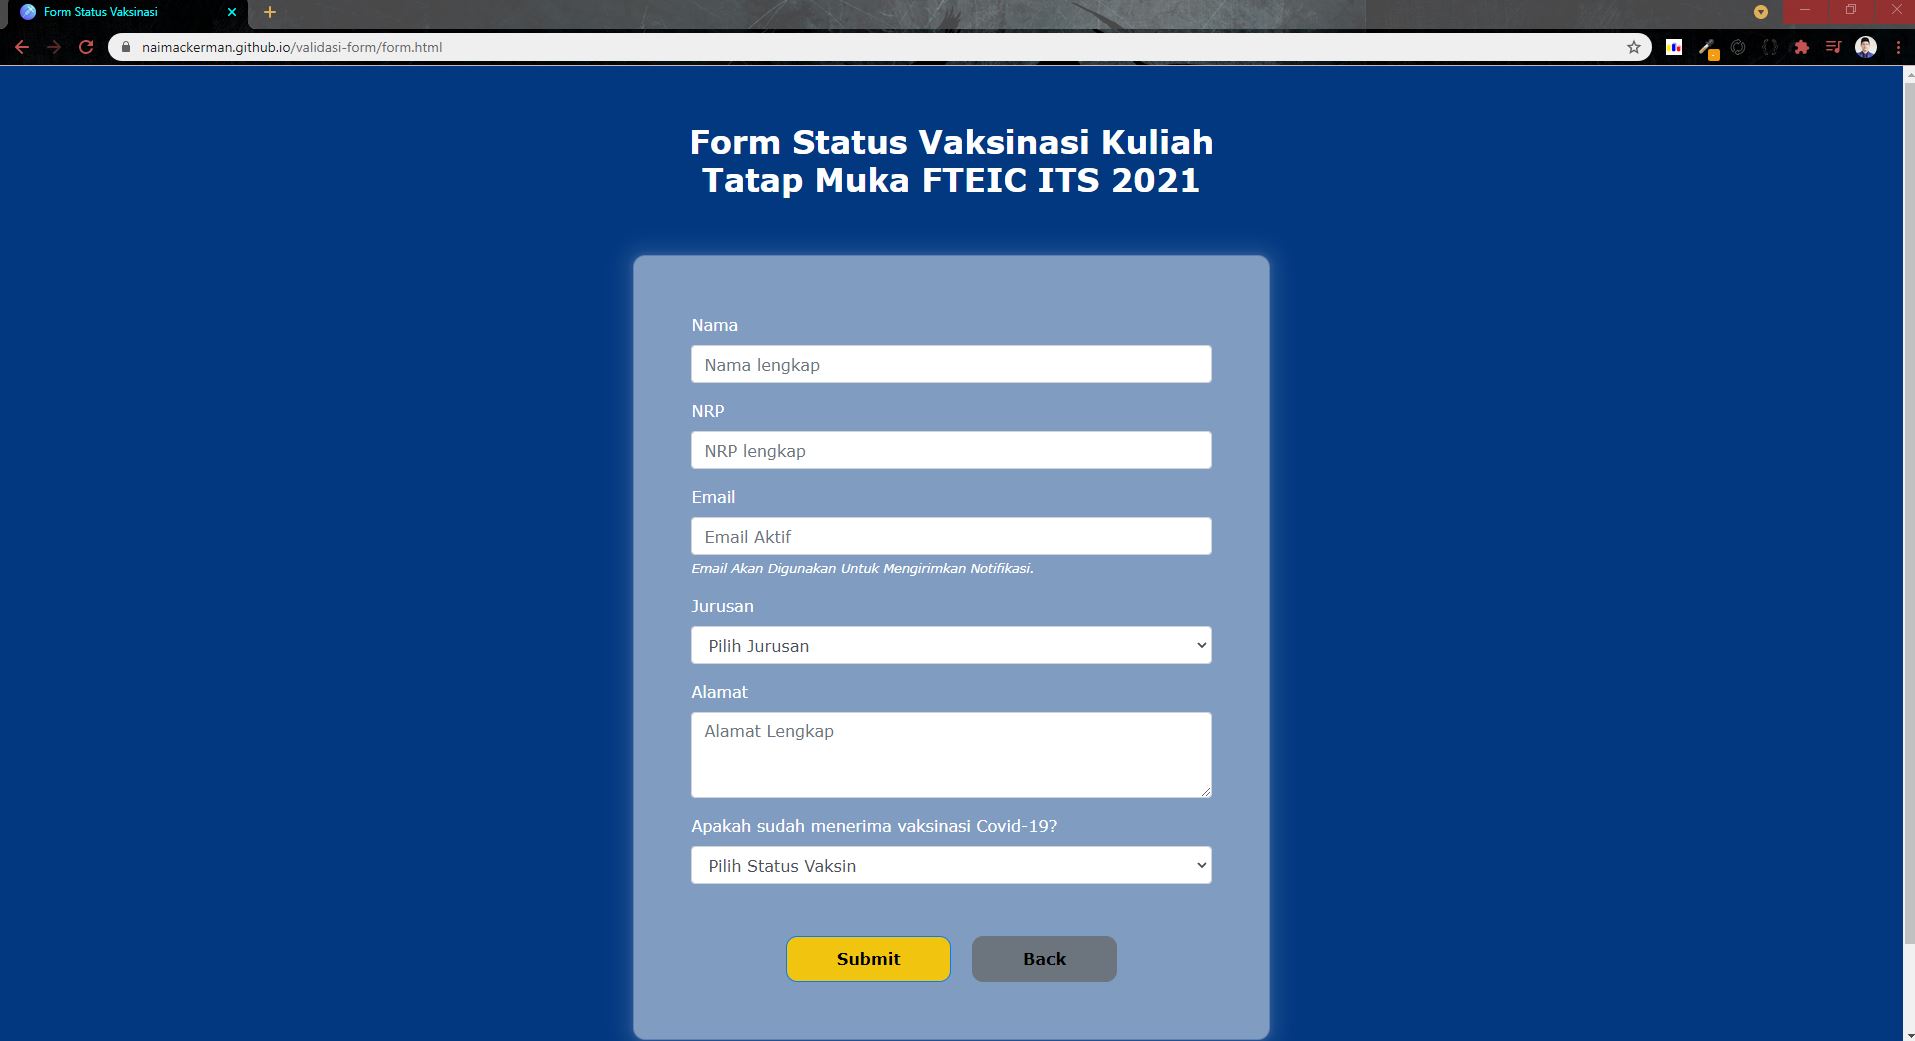 Form Status Vaksinasi
naimackerman.github.io/validasi-form/form.html
Form Status Vaksinasi Kuliah
Tatap Muka FTEIC ITS 2021
Nama
Nama lengkap
NRP
NRP lengkap
Email
Email Aktif
Email Akan Digunakan Untuk Mengirimkan Notifikasi.
Jurusan
Pilih Jurusan
Alamat
Alamat Lengkap
Apakah sudah menerima vaksinasi Covid-19?
Pilih Status Vaksin
Submit Back